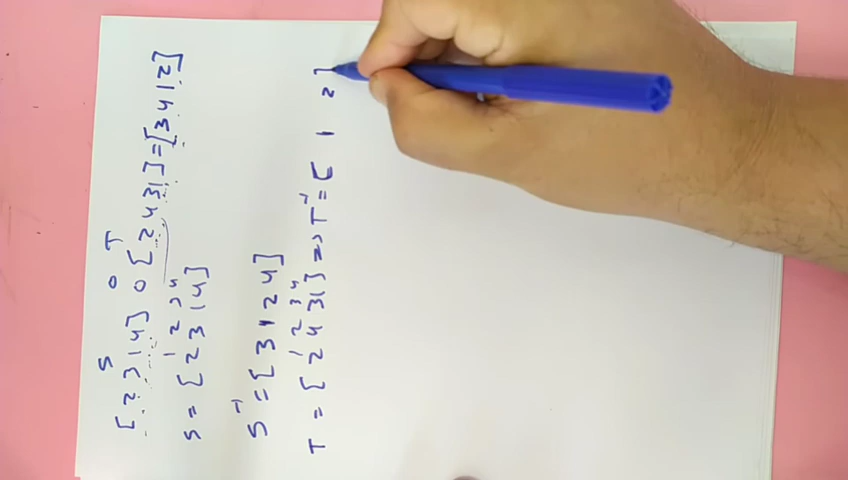 S o T
[2 3 1 4] o [2 4 3 1] = [3 4 1 2]
1 2 3 4
S = [2 3 1 4]
S⁻¹ = [3 1 2 4]
1 2 3 4
T = [2 4 3 1] => T⁻¹ = [ 1 2